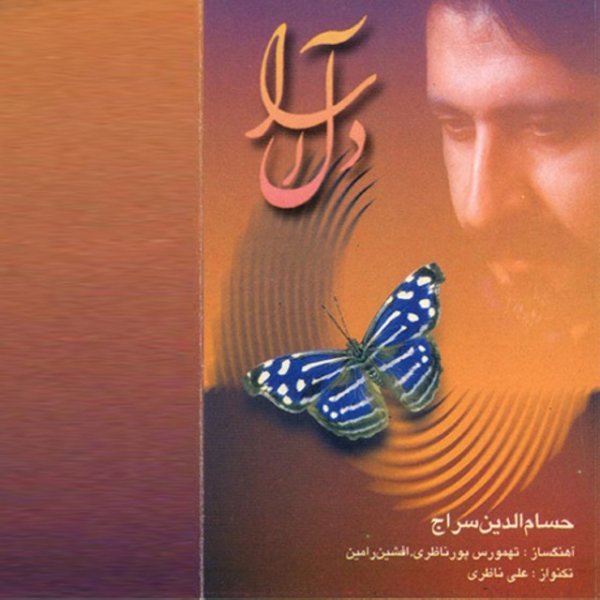 دل آرا
حسام‌الدین سراج
آهنگساز : تهمورس پورناظری، افشین رامین
تکنواز : علی ناظری